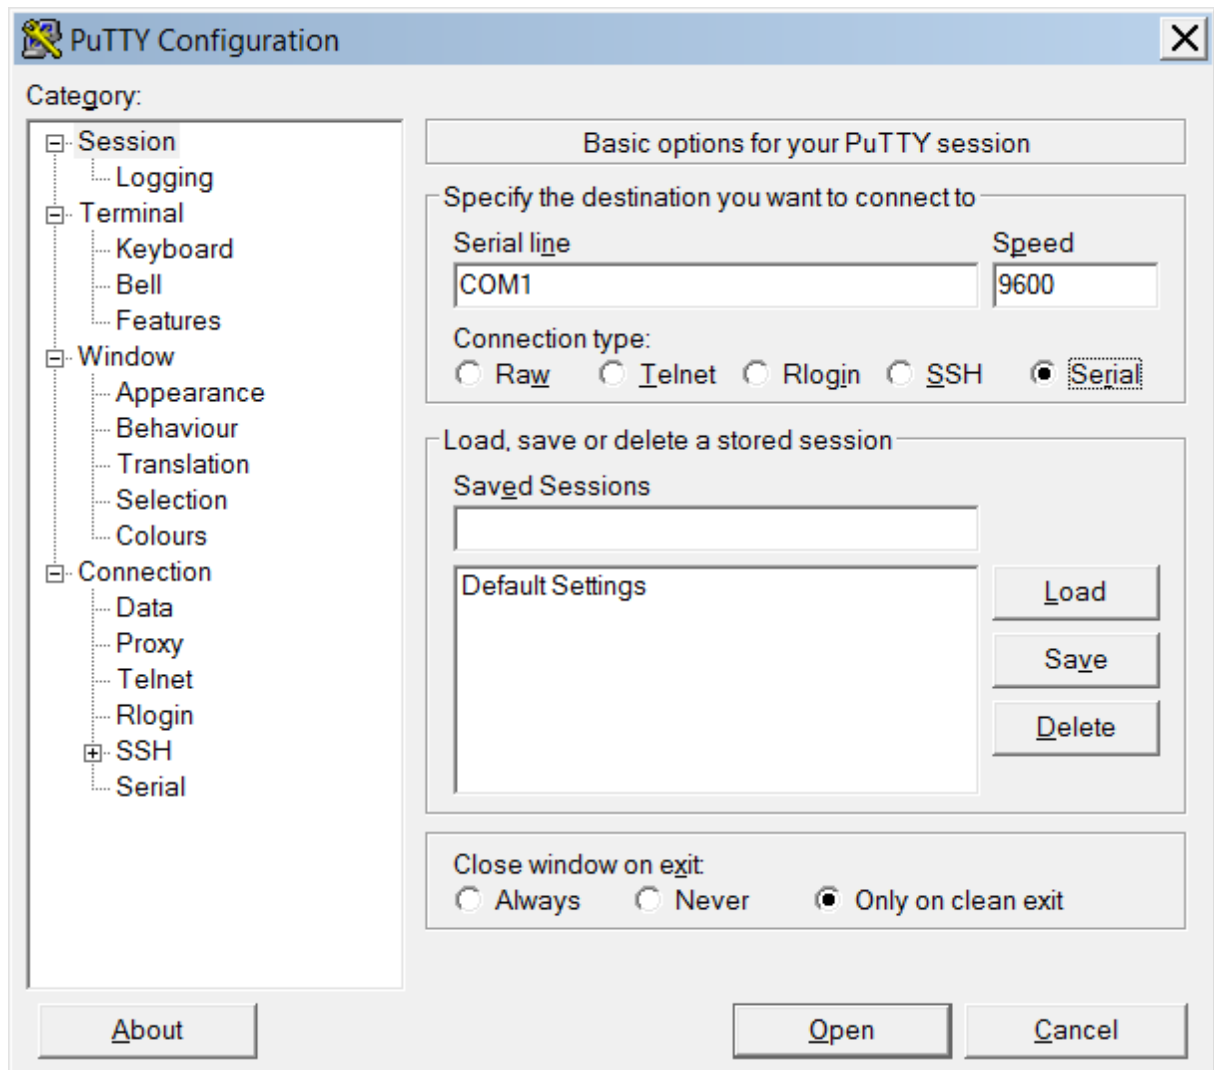 PuTTY Configuration
Category:
Session
Logging
Terminal
Keyboard
Bell
Features
Window
Appearance
Behaviour
Translation
Selection
Colours
Connection
Data
Proxy
Telnet
Rlogin
SSH
Serial
Basic options for your PuTTY session
Specify the destination you want to connect to
Serial line Speed
COM1 9600
Connection type:
Raw Telnet Rlogin SSH Serial
Load, save or delete a stored session
Saved Sessions
Default Settings
Load
Save
Delete
Close window on exit:
Always Never Only on clean exit
About Open Cancel